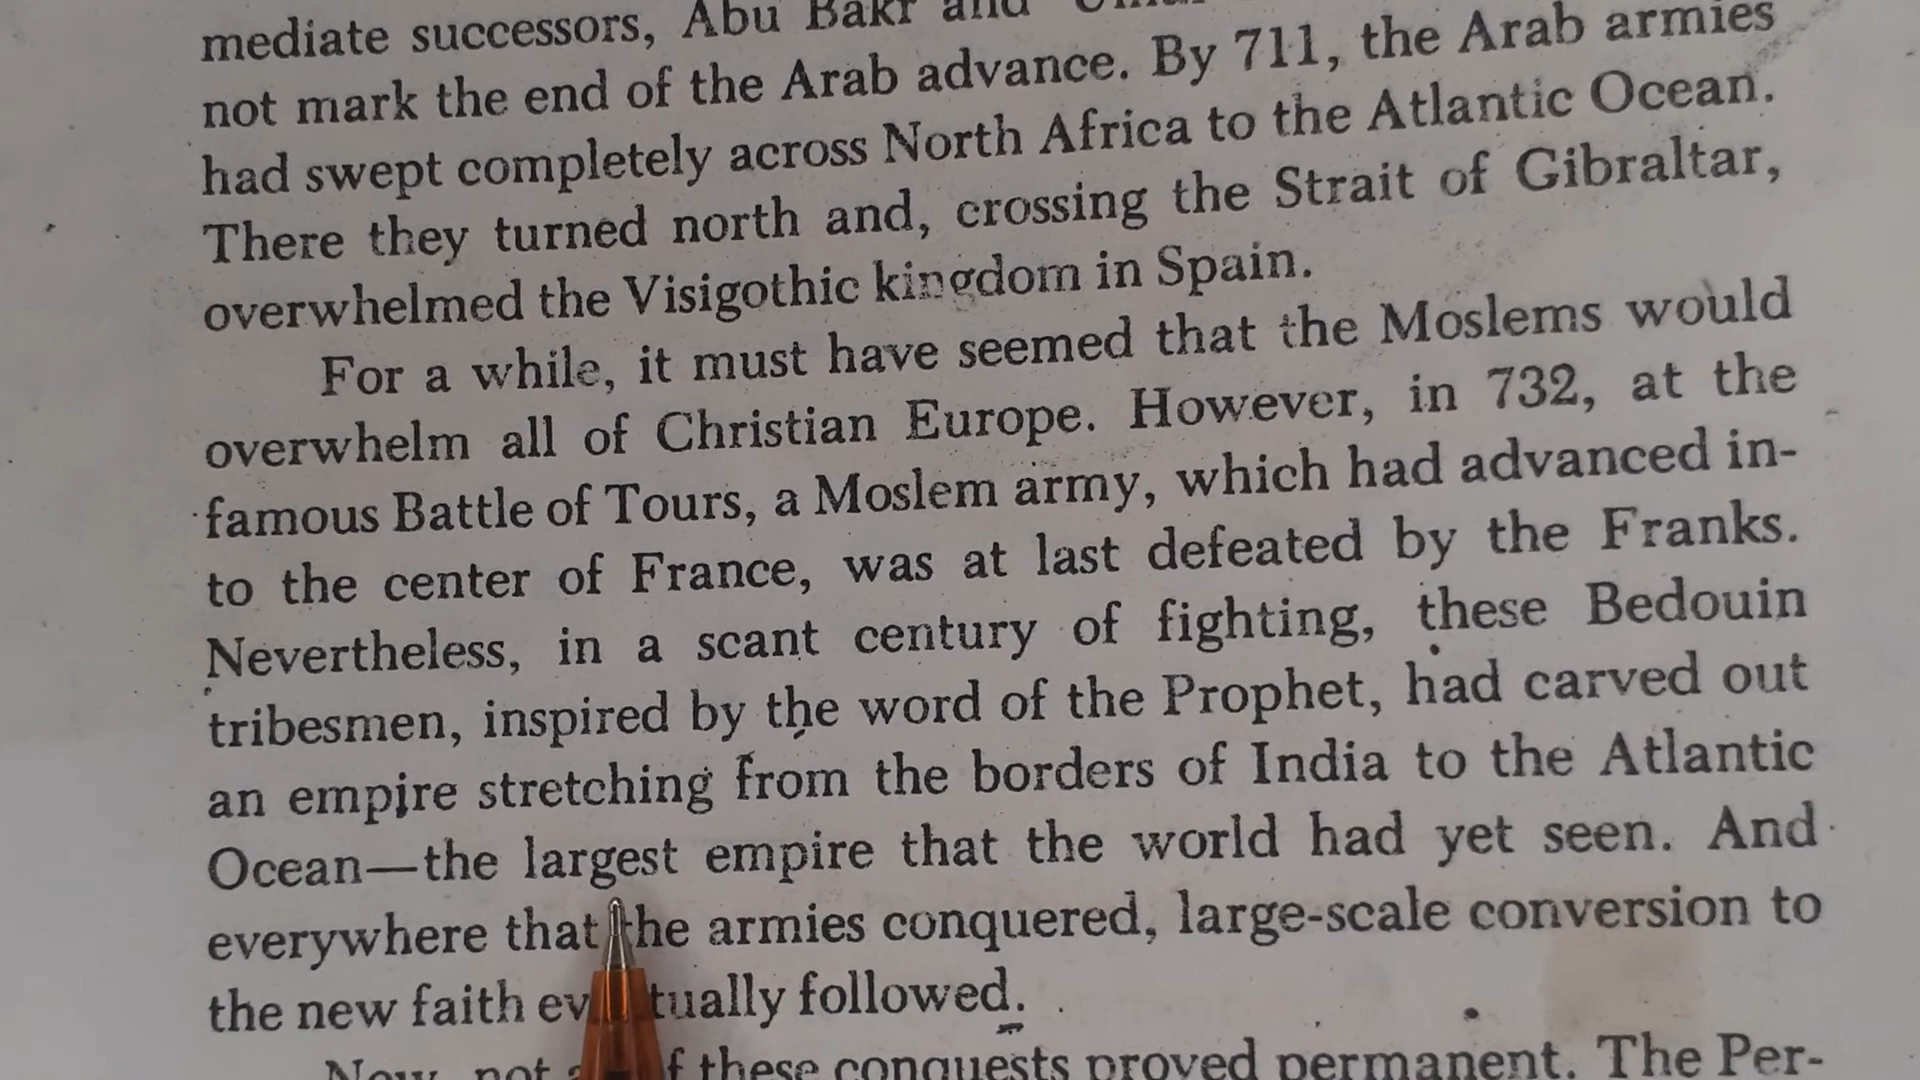 mediate successors, Abu Bakr and
not mark the end of the Arab advance. By 711, the Arab armies
had swept completely across North Africa to the Atlantic Ocean.
There they turned north and, crossing the Strait of Gibraltar,
overwhelmed the Visigothic kingdom in Spain.
For a while, it must have seemed that the Moslems would
overwhelm all of Christian Europe. However, in 732, at the
famous Battle of Tours, a Moslem army, which had advanced in-
to the center of France, was at last defeated by the Franks.
Nevertheless, in a scant century of fighting, these Bedouin
tribesmen, inspired by the word of the Prophet, had carved out
an empire stretching from the borders of India to the Atlantic
Ocean—the largest empire that the world had yet seen. And
everywhere that the armies conquered, large-scale conversion to
the new faith eventually followed.
Now, not of these conquests proved permanent. The Per-